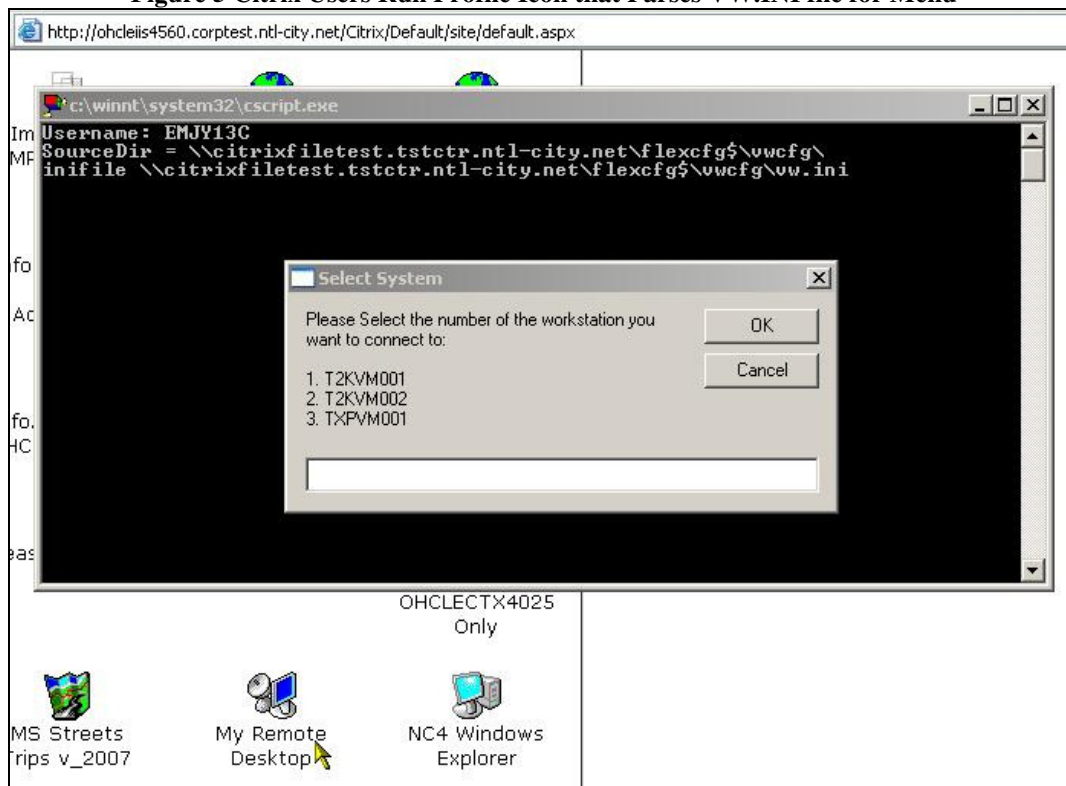 Figure 3 Citrix Users Run Profile Icon that Parses VW.INI file for Menu
http://ohcleiis4560.corptest.ntl-city.net/Citrix/Default/site/default.aspx
c:\winnt\system32\cscript.exe
Username: EMJY13C
SourceDir = \\citrixfiletest.tstctr.ntl-city.net\flexcfg$\vwcfg\
inifile \\citrixfiletest.tstctr.ntl-city.net\flexcfg$\vwcfg\vw.ini
Select System
Please Select the number of the workstation you
want to connect to:
OK
Cancel
1. T2KVM001
2. T2KVM002
3. TXPVM001
OHCLECTX4025
Only
MS Streets
Trips v_2007
My Remote
Desktop
NC4 Windows
Explorer